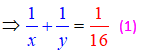 ⇒ 1/x + 1/y = 1/16 (1)